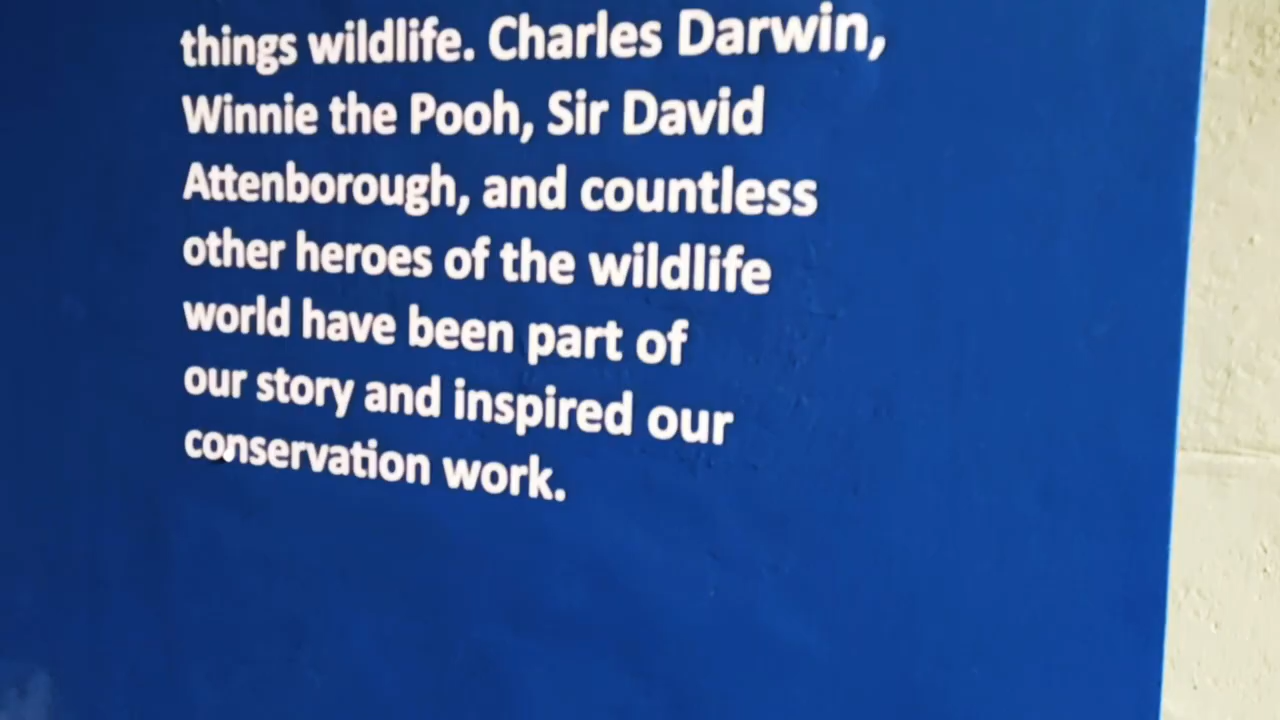 things wildlife. Charles Darwin,
Winnie the Pooh, Sir David
Attenborough, and countless
other heroes of the wildlife
world have been part of
our story and inspired our
conservation work.